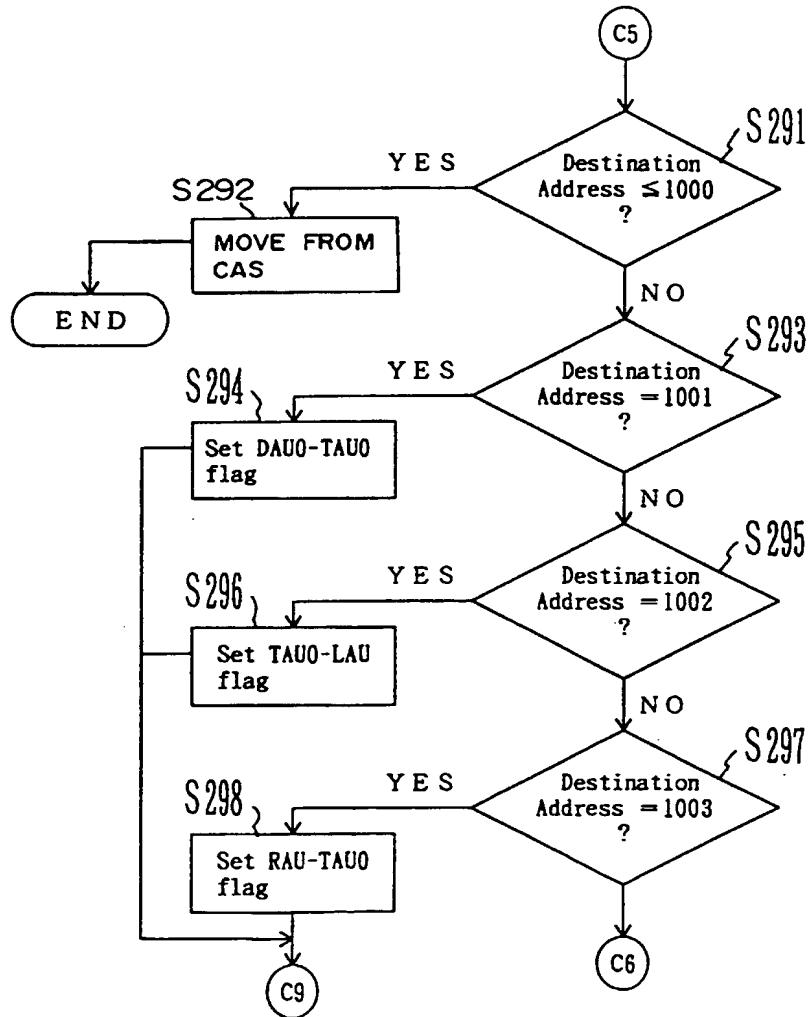 C5
S291
Destination
Address ≦1000
?
YES
S292
MOVE FROM
CAS
END
NO
S293
Destination
Address =1001
?
YES
S294
Set DAU0-TAU0
flag
NO
S295
Destination
Address =1002
?
YES
S296
Set TAU0-LAU
flag
NO
S297
Destination
Address =1003
?
YES
S298
Set RAU-TAU0
flag
C9
C6